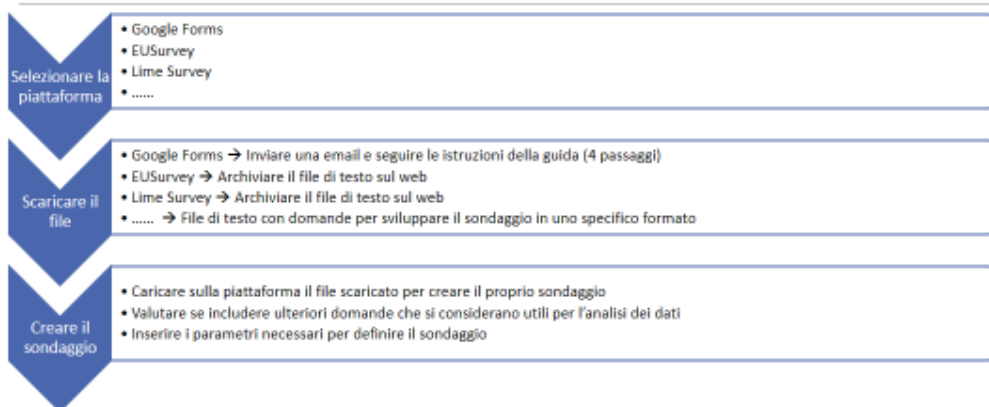 Selezionare la
piattaforma
• Google Forms
• EUSurvey
• Lime Survey
• ......
Scaricare il
file
• Google Forms → Inviare una email e seguire le istruzioni della guida (4 passaggi)
• EUSurvey → Archiviare il file di testo sul web
• Lime Survey → Archiviare il file di testo sul web
• ...... → File di testo con domande per sviluppare il sondaggio in uno specifico formato
Creare il
sondaggio
• Caricare sulla piattaforma il file scaricato per creare il proprio sondaggio
• Valutare se includere ulteriori domande che si considerano utili per l'analisi dei dati
• Inserire i parametri necessari per definire il sondaggio